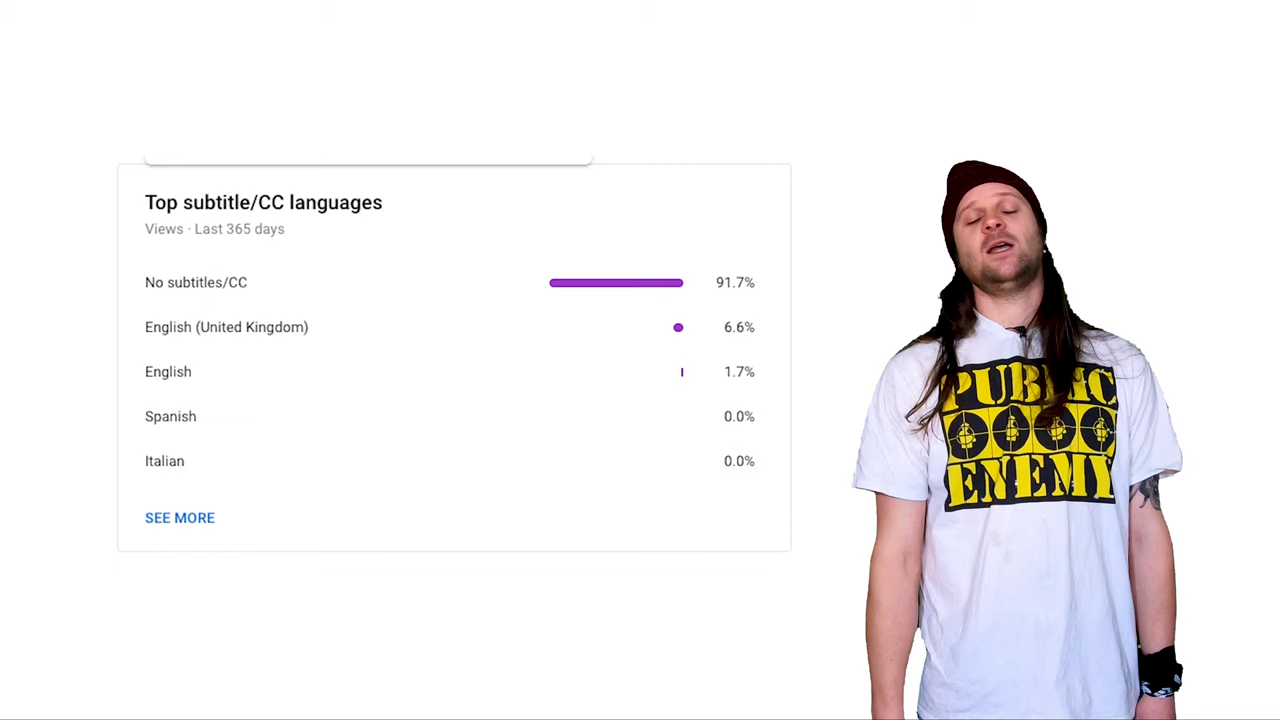 Top subtitle/CC languages
Views · Last 365 days
No subtitles/CC 91.7%
English (United Kingdom) 6.6%
English 1.7%
Spanish 0.0%
Italian 0.0%
SEE MORE
PUBLIC
ENEMY